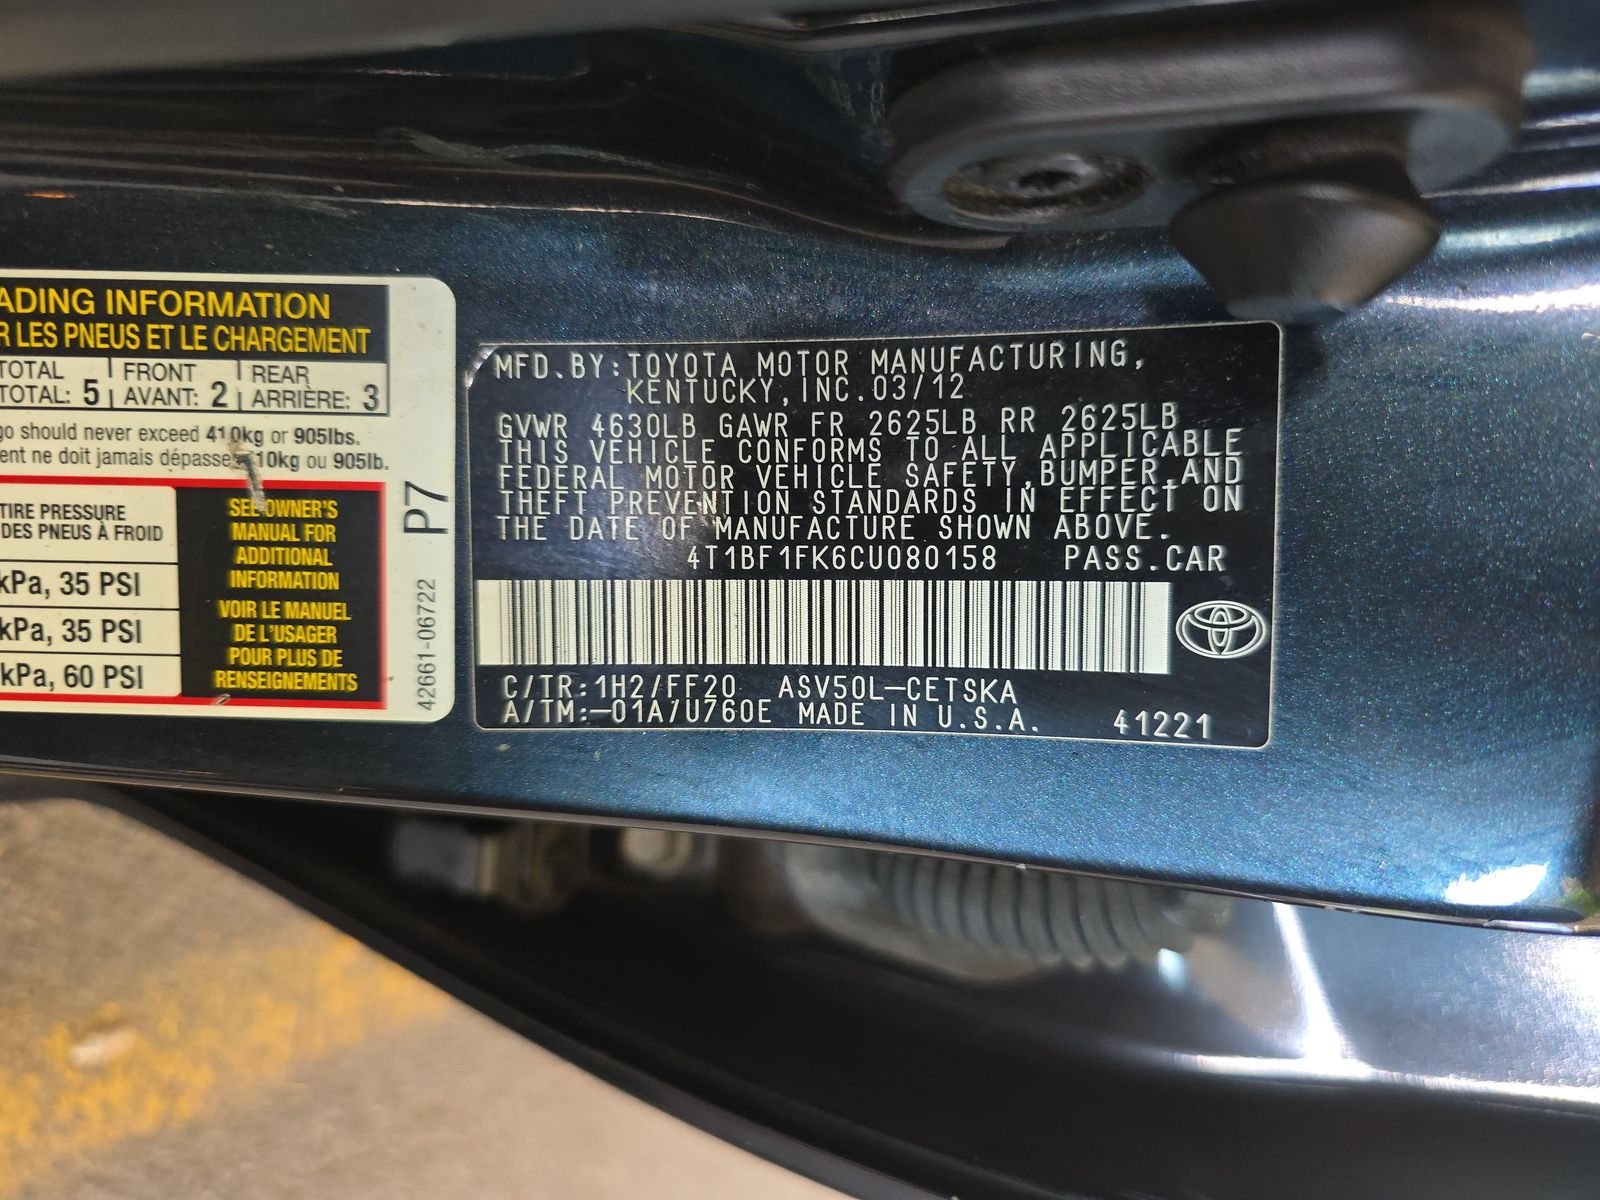 ADING INFORMATION
R LES PNEUS ET LE CHARGEMENT
TOTAL FRONT REAR
TOTAL: 5 AVANT: 2 ARRIÈRE: 3
go should never exceed 410kg or 905lbs.
ent ne doit jamais dépasse 10kg ou 905lb.
TIRE PRESSURE
DES PNEUS À FROID
kPa, 35 PSI
kPa, 35 PSI
kPa, 60 PSI
SEE OWNER'S
MANUAL FOR
ADDITIONAL
INFORMATION
VOIR LE MANUEL
DE L'USAGER
POUR PLUS DE
RENSEIGNEMENTS
P7
42661-06722
MFD.BY:TOYOTA MOTOR MANUFACTURING,
KENTUCKY,INC.03/12
GVWR 4630LB GAWR FR 2625LB RR 2625LB
THIS VEHICLE CONFORMS TO ALL APPLICABLE
FEDERAL MOTOR VEHICLE SAFETY,BUMPER,AND
THEFT PREVENTION STANDARDS IN EFFECT ON
THE DATE OF MANUFACTURE SHOWN ABOVE.
4T1BF1FK6CU080158 PASS.CAR
C/TR:1H2/FF20 ASV50L-CETSKA
A/TM:-01A/U760E MADE IN U.S.A. 41221